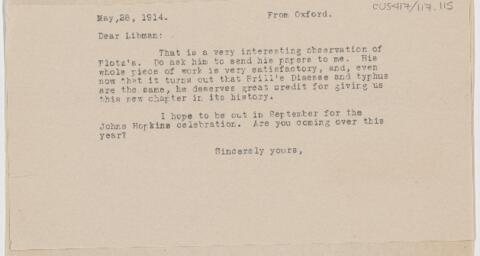 CUS417/117.115
May,28, 1914. From Oxford.
Dear Libman:
That is a very interesting observation of
Plotz's. Do ask him to send his papers to me. His
whole piece of work is very satisfactory, and, even
now that it turns out that Brill's Disease and typhus
are the same, he deserves great credit for giving us
this new chapter in its history.
I hope to be out in September for the
Johns Hopkins celebration. Are you coming over this
year?
Sincerely yours,